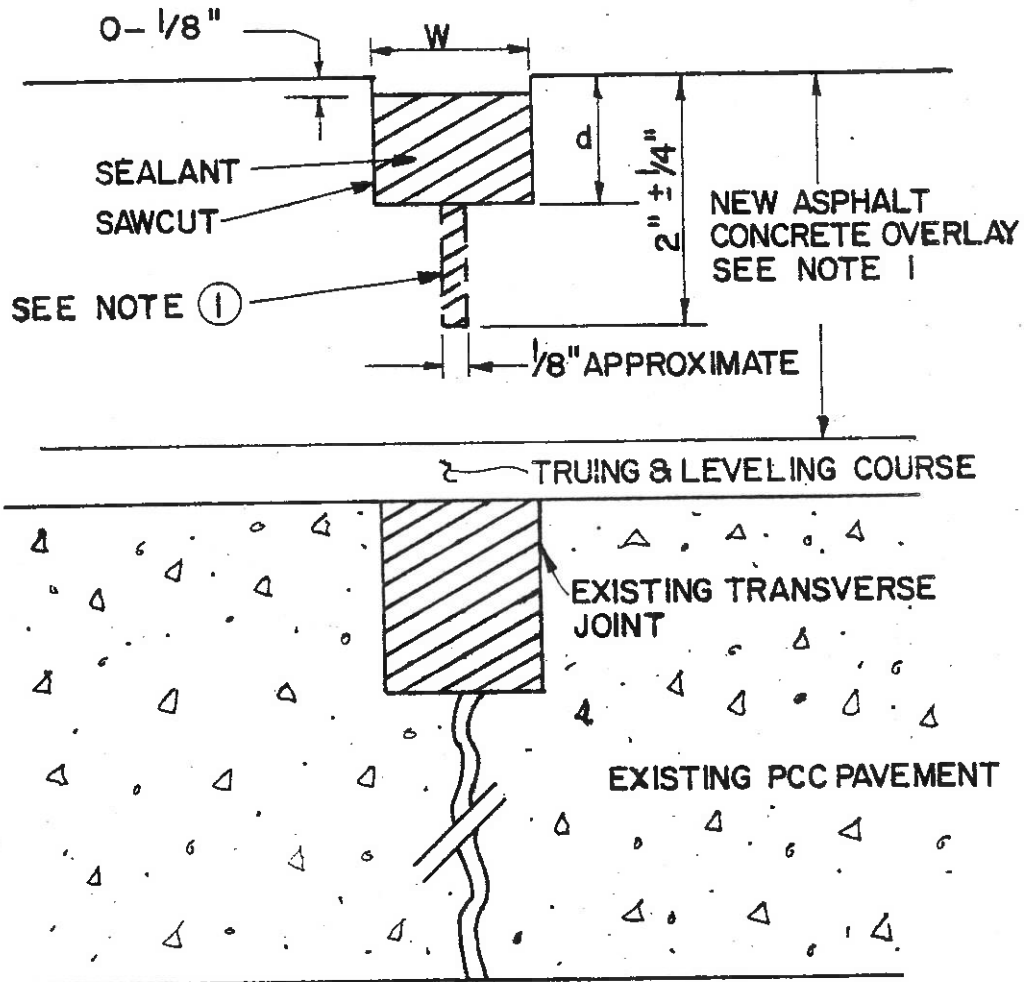 0-1/8"
W
d
2" ± 1/4"
SEALANT
SAWCUT
NEW ASPHALT
CONCRETE OVERLAY
SEE NOTE 1
SEE NOTE 1
1/8" APPROXIMATE
TRUING & LEVELING COURSE
EXISTING TRANSVERSE
JOINT
EXISTING PCC PAVEMENT